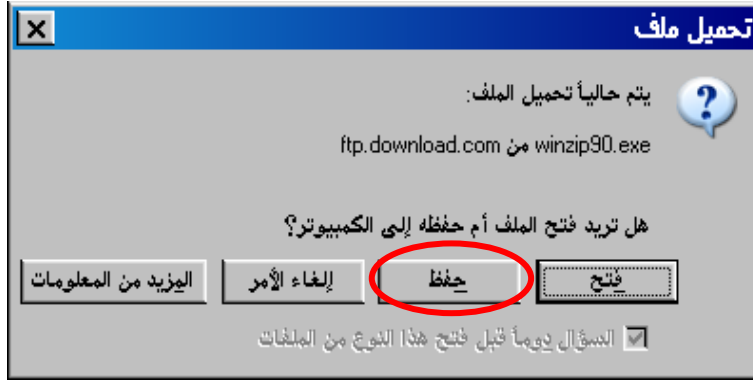 تحميل ملف
يتم حالياً تحميل الملف:
winzip90.exe من ftp.download.com
هل تريد فتح الملف أم حفظه إلى الكمبيوتر؟
فتح حفظ إلغاء الأمر المزيد من المعلومات
السؤال دوماً قبل فتح هذا النوع من الملفات